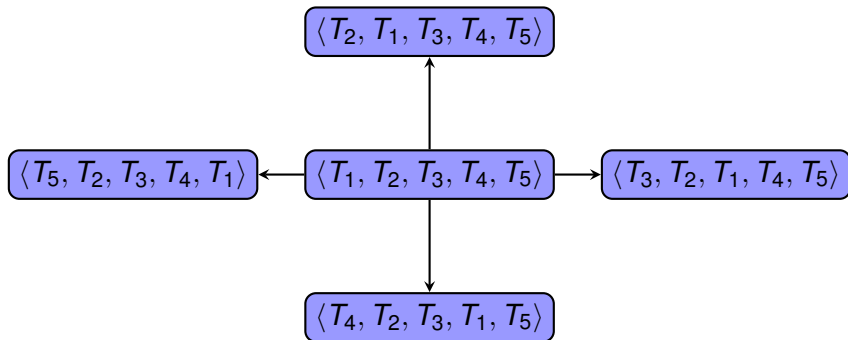 ⟨T₂, T₁, T₃, T₄, T₅⟩
⟨T₅, T₂, T₃, T₄, T₁⟩
⟨T₁, T₂, T₃, T₄, T₅⟩
⟨T₃, T₂, T₁, T₄, T₅⟩
⟨T₄, T₂, T₃, T₁, T₅⟩